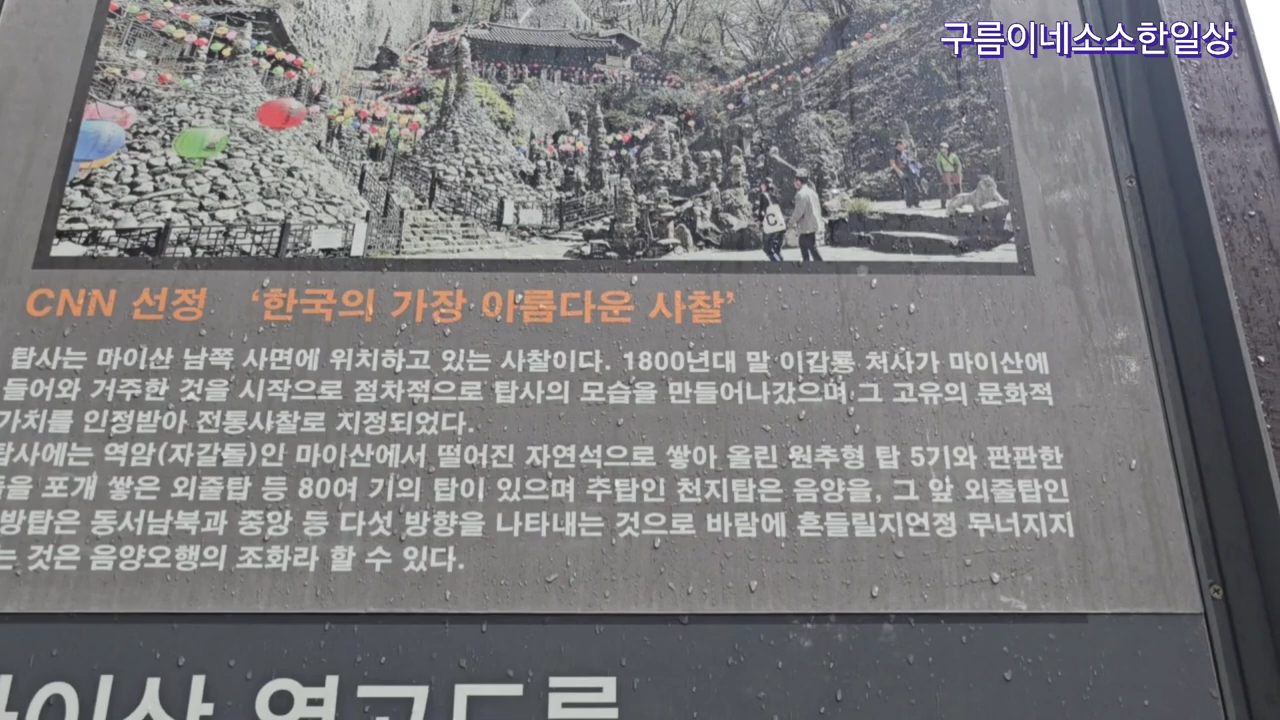 구름이네소소한일상
CNN 선정 ‘한국의 가장 아름다운 사찰’
탑사는 마이산 남쪽 사면에 위치하고 있는 사찰이다. 1800년대 말 이갑룡 처사가 마이산에
들어와 거주한 것을 시작으로 점차적으로 탑사의 모습을 만들어나갔으며 그 고유의 문화적
가치를 인정받아 전통사찰로 지정되었다.
탑사에는 역암(자갈돌)인 마이산에서 떨어진 자연석으로 쌓아 올린 원추형 탑 5기와 판판한
포개 쌓은 외줄탑 등 80여 기의 탑이 있으며 주탑인 천지탑은 음양을, 그 앞 외줄탑인
방탑은 동서남북과 중앙 등 다섯 방향을 나타내는 것으로 바람에 흔들릴지언정 무너지지
는 것은 음양오행의 조화라 할 수 있다.